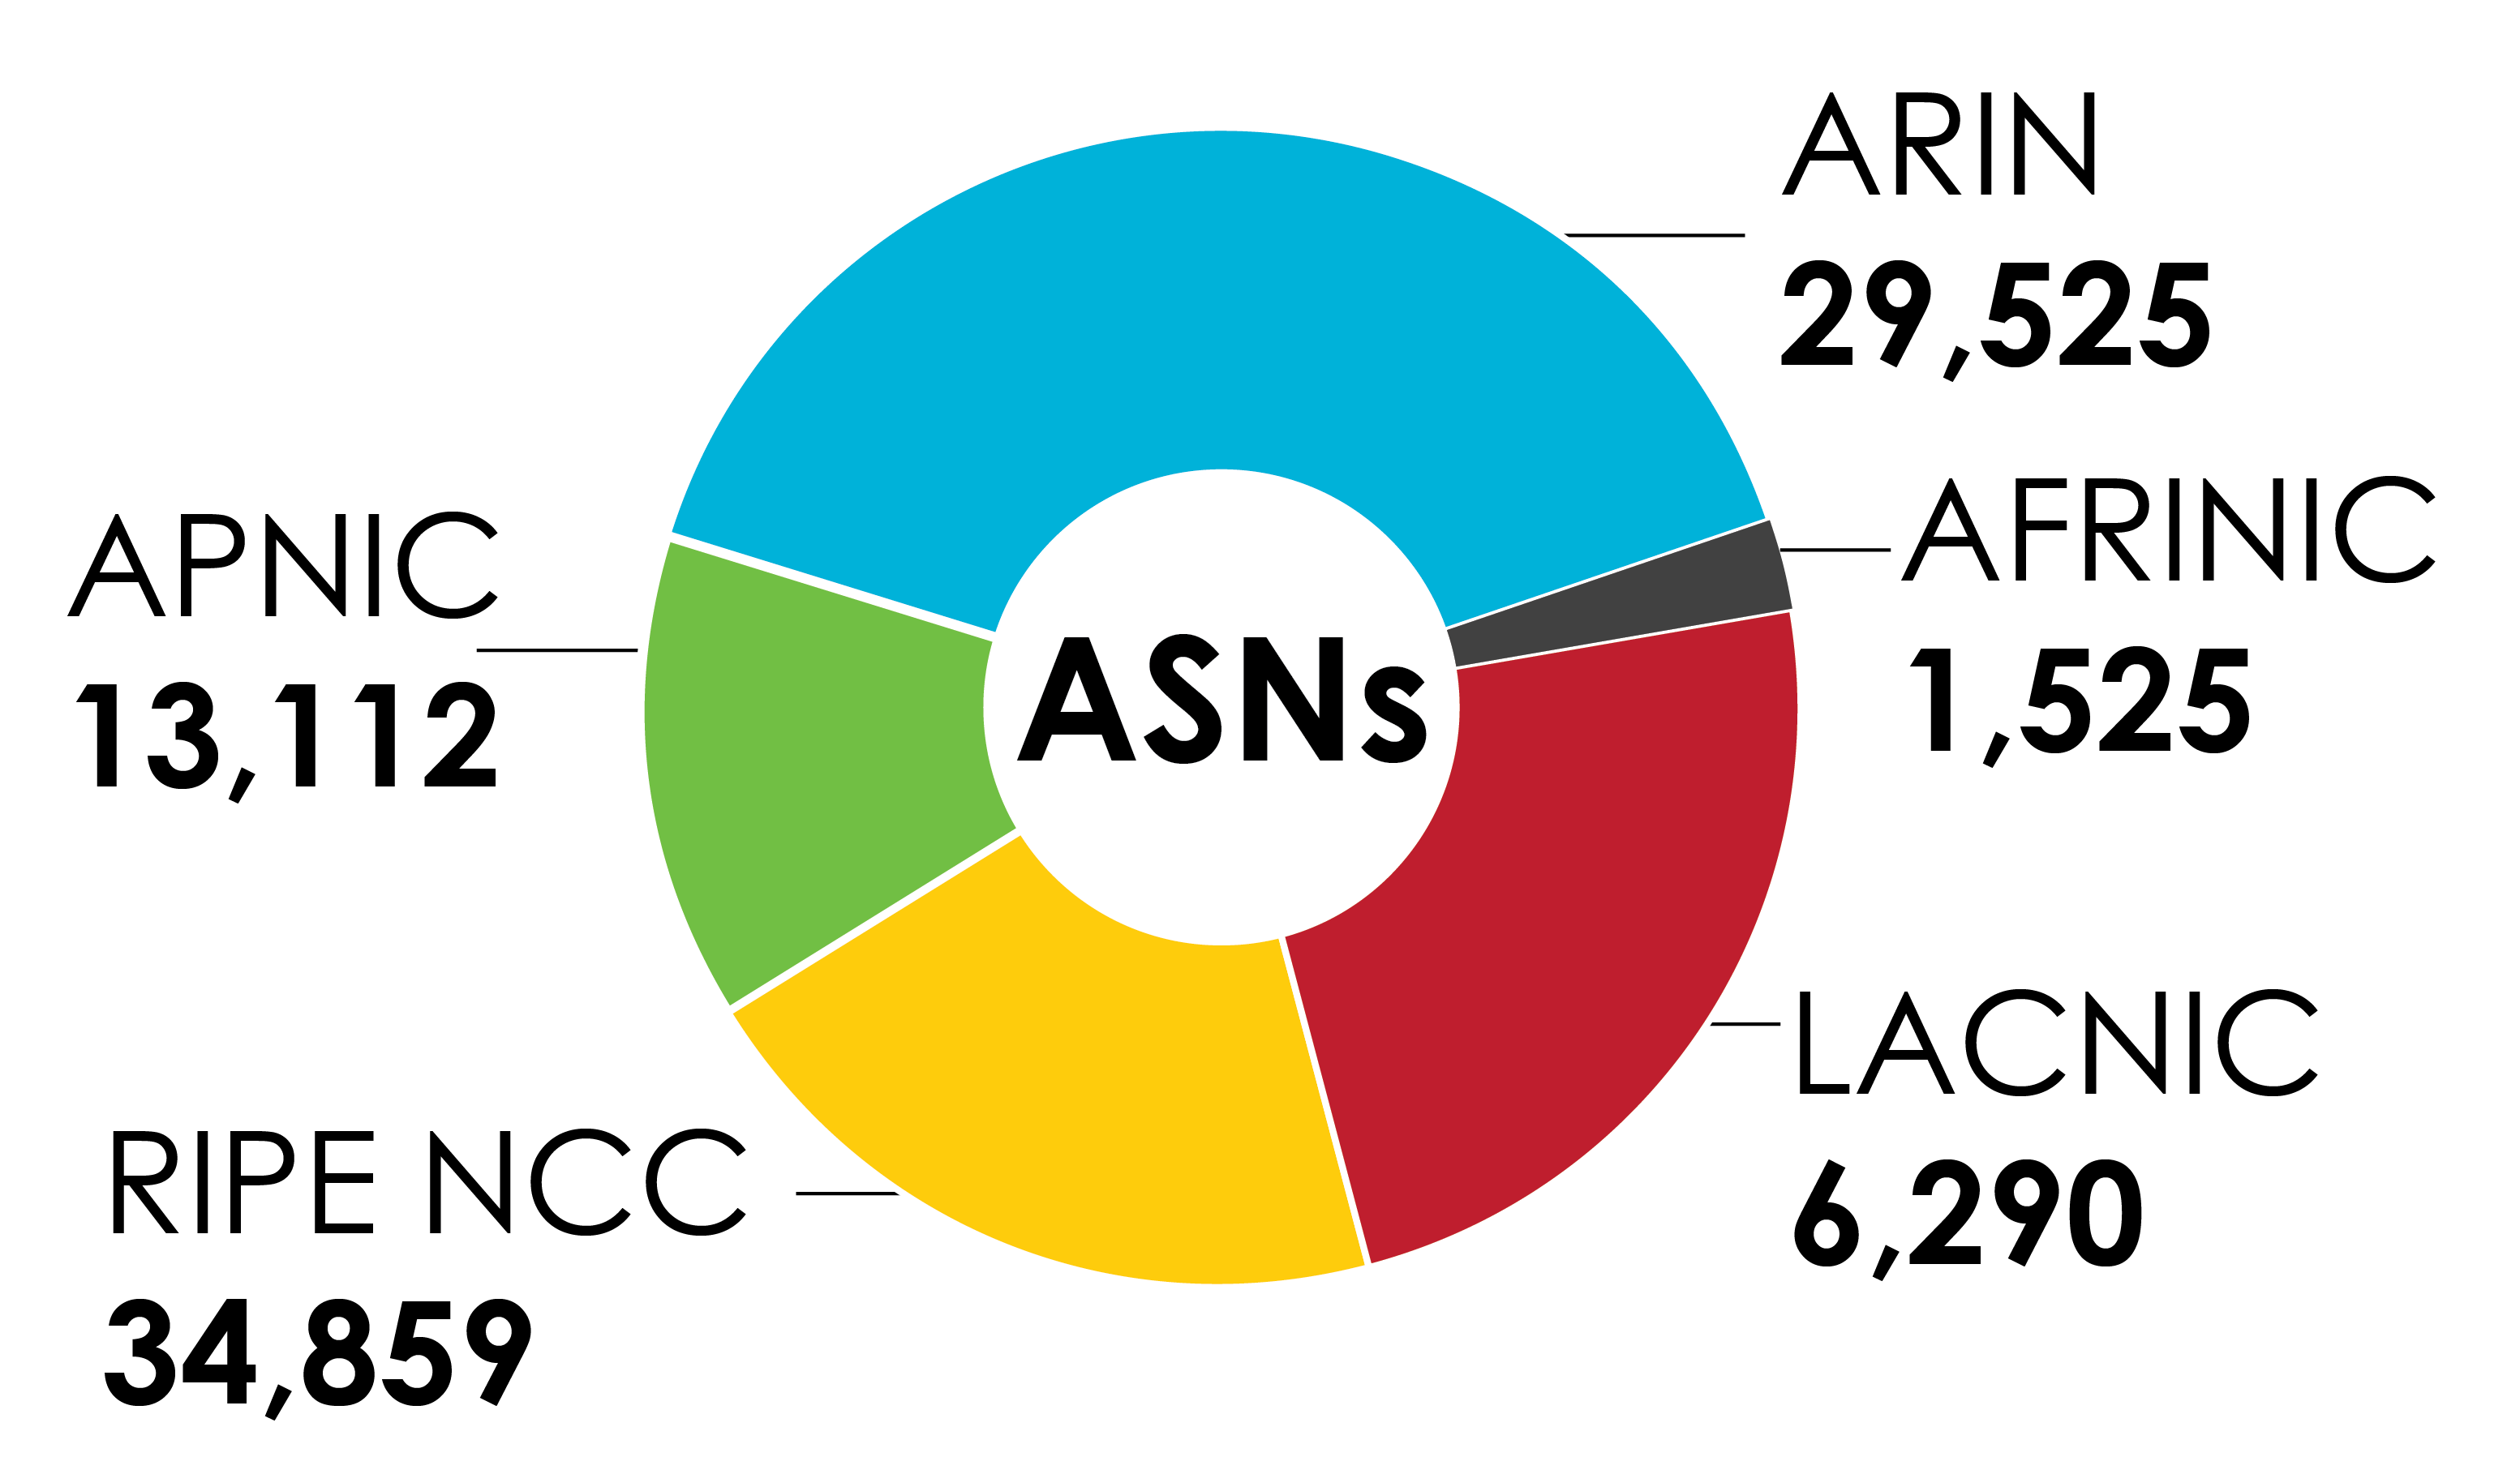 ARIN
29,525
AFRINIC
1,525
APNIC
13,112
ASNs
LACNIC
6,290
RIPE NCC
34,859